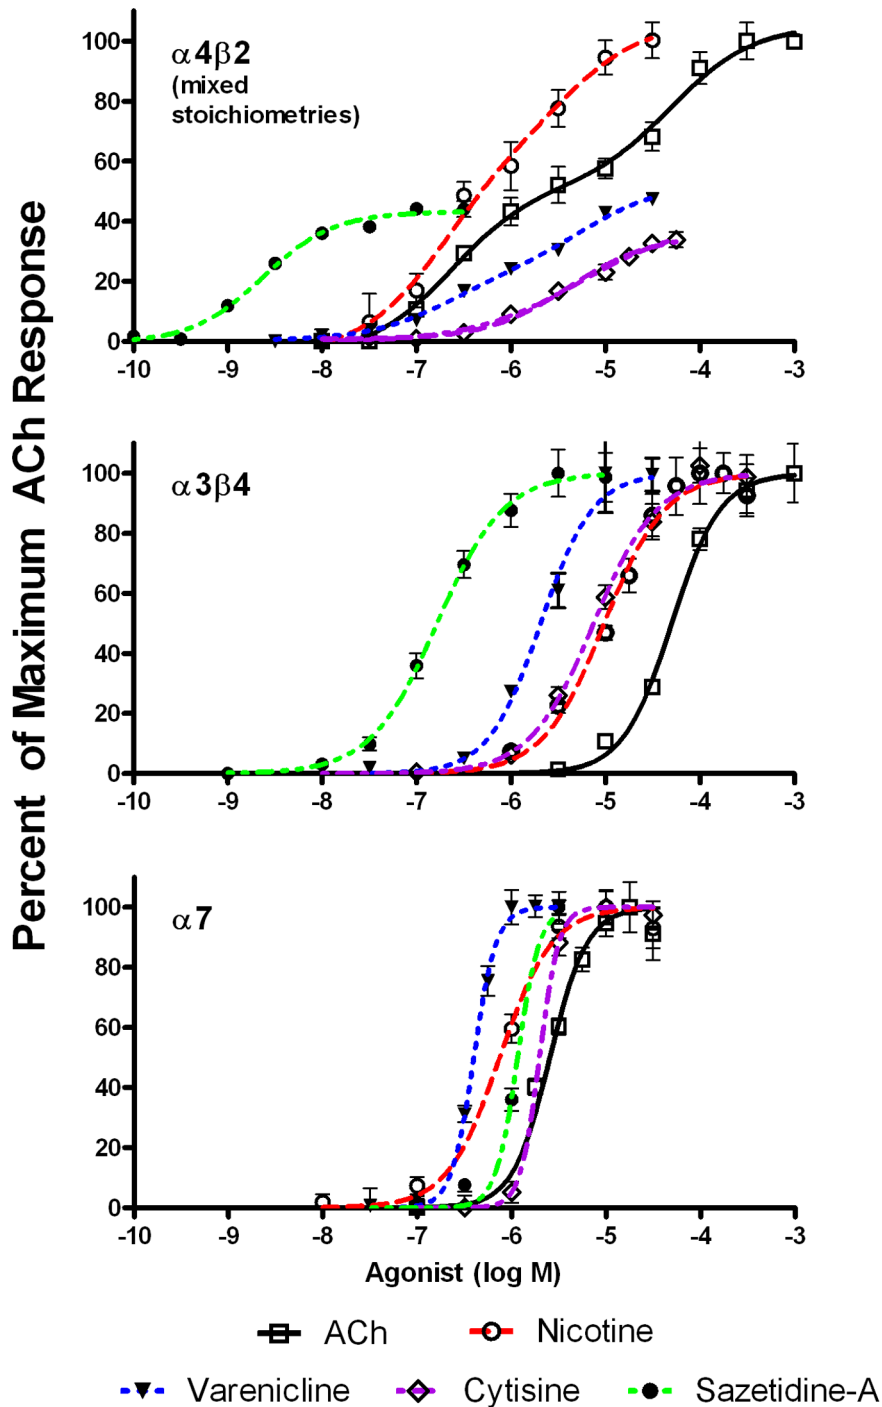 Percent of Maximum ACh Response
α4β2
(mixed
stoichiometries)
100
80
60
40
20
0
-10 -9 -8 -7 -6 -5 -4 -3
α3β4
100
80
60
40
20
0
-10 -9 -8 -7 -6 -5 -4 -3
α7
100
80
60
40
20
0
-10 -9 -8 -7 -6 -5 -4 -3
Agonist (log M)
ACh Nicotine
Varenicline Cytisine Sazetidine-A